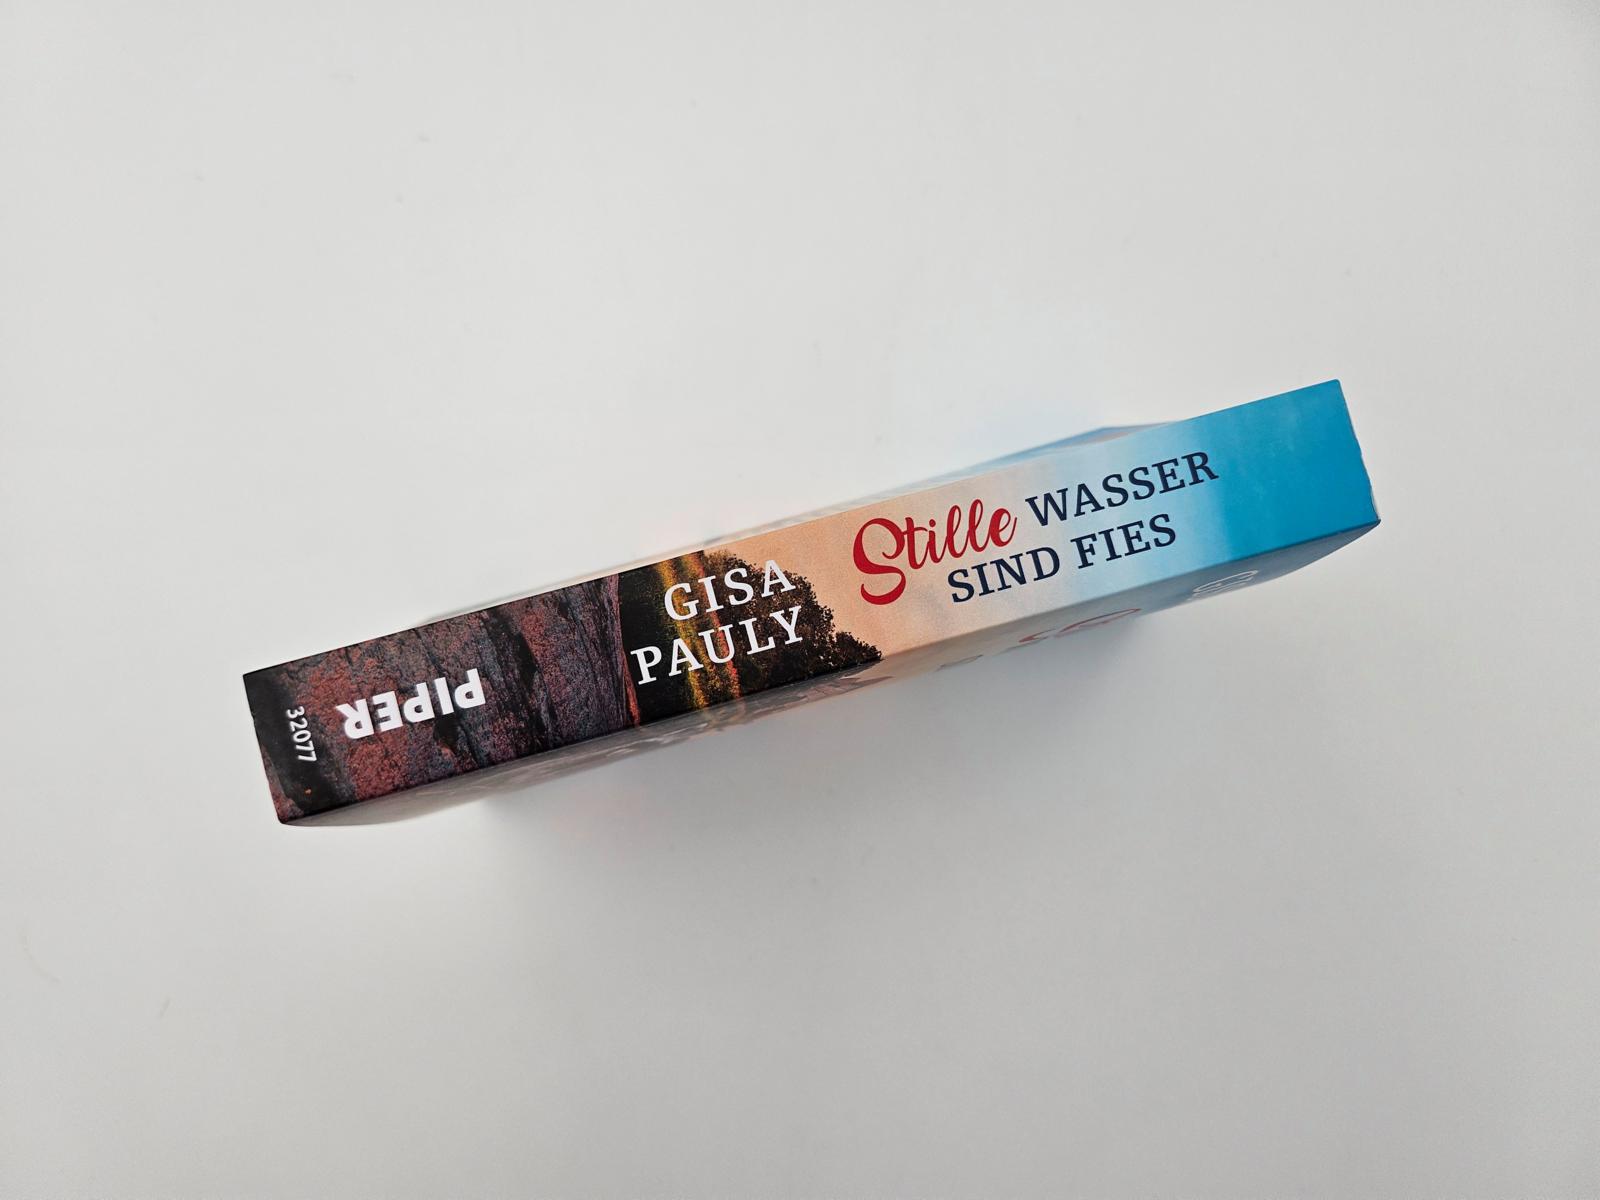 32077
PIPER
GISA
PAULY
Stille WASSER
SIND FIES